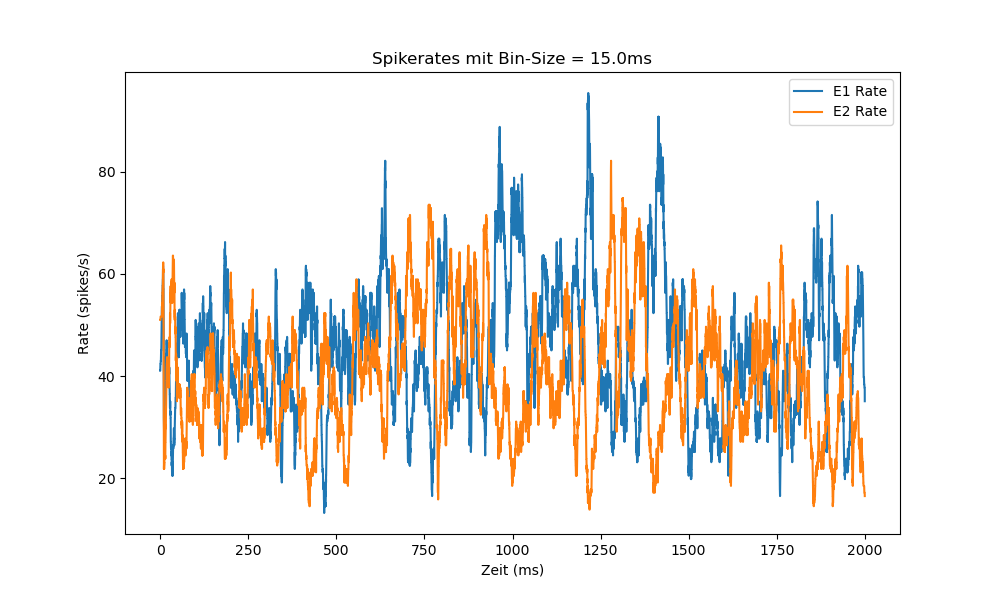 Spikerates mit Bin-Size = 15.0ms
E1 Rate
E2 Rate
Rate (spikes/s)
80
60
40
20
0
250
500
750
1000
1250
1500
1750
2000
Zeit (ms)